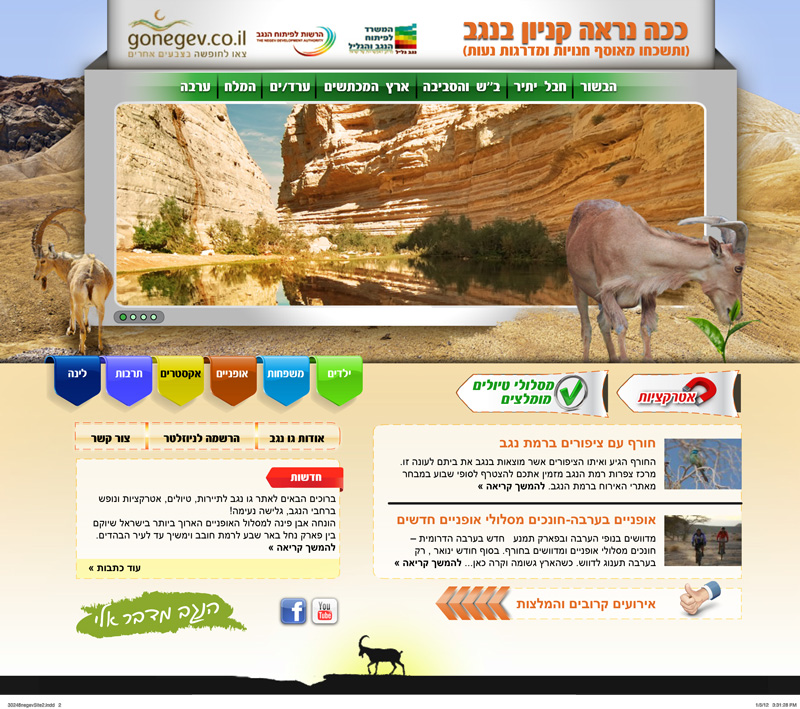 ככה נראה קניון בנגב
(ותשכחו מאוסף חנויות ומדרגות נעות)
המשרד
לפיתוח
הנגב והגליל
הרשות לפיתוח הנגב
THE NEGEV DEVELOPMENT AUTHORITY
gonegev.co.il
צאו לחופשה בצבעים אחרים
הבשור
חבל יתיר
ב"ש והסביבה
ארץ המכתשים
ערד/ים
המלח
ערבה
ילדים
משפחות
אופניים
אקסטרים
תרבות
לינה
אטרקציות
מסלולי טיולים
מומלצים
אודות גו נגב
הרשמה לניוזלטר
צור קשר
חורף עם ציפורים ברמת נגב
החורף הגיע ואיתו הציפורים אשר מוצאות בנגב את ביתם לעונה זו.
מרכז צפרות רמת הנגב מזמין אתכם להצטרף לסופי שבוע במבחר
מאתרי האירוח ברמת הנגב. להמשך קריאה »
אופניים בערבה-חונכים מסלולי אופניים חדשים
מדוושים בנופי הערבה ובפארק תמנע חדש בערבה הדרומית –
חונכים מסלולי אופניים ומדוושים בחורף. בסוף חודש ינואר , רק
בערבה תענוג לדווש. כשהארץ גשומה וקרה כאן... להמשך קריאה »
אירועים קרובים והמלצות
חדשות
ברוכים הבאים לאתר גו נגב לתיירות, טיולים, אטרקציות ונופש
ברחבי הנגב, גלישה נעימה!
הונחה אבן פינה למסלול האופניים הארוך ביותר בישראל שיוקם
בין פארק נחל באר שבע לרמת חובב וימשיך עד לעיר הבהדים.
להמשך קריאה »
עוד כתבות »
You
Tube
f
הנגב מדבר אלי
30248negevSite2.indd 2
1/3/12 3:31:28 PM